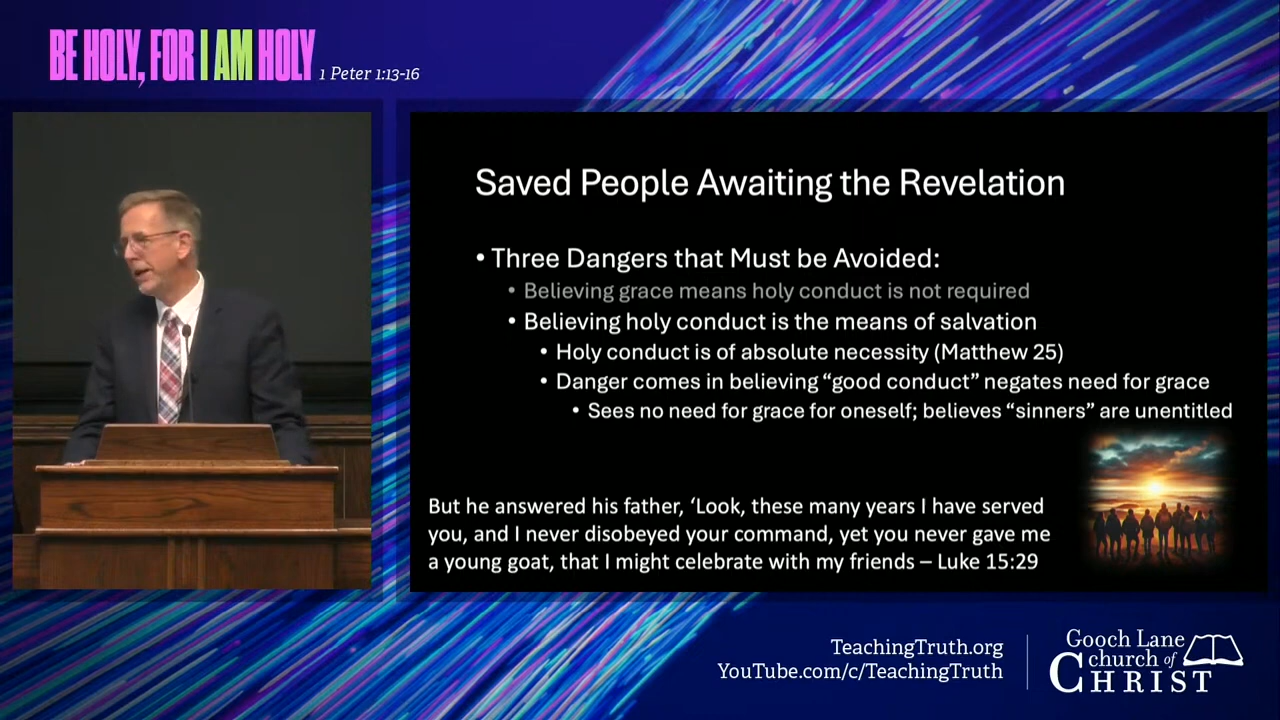 BE HOLY, FOR I AM HOLY 1 Peter 1:13-16
Saved People Awaiting the Revelation
• Three Dangers that Must be Avoided:
• Believing grace means holy conduct is not required
• Believing holy conduct is the means of salvation
• Holy conduct is of absolute necessity (Matthew 25)
• Danger comes in believing “good conduct” negates need for grace
• Sees no need for grace for oneself; believes “sinners” are unentitled
But he answered his father, ‘Look, these many years I have served
you, and I never disobeyed your command, yet you never gave me
a young goat, that I might celebrate with my friends – Luke 15:29
TeachingTruth.org
YouTube.com/c/TeachingTruth
Gooch Lane
church of
CHRIST